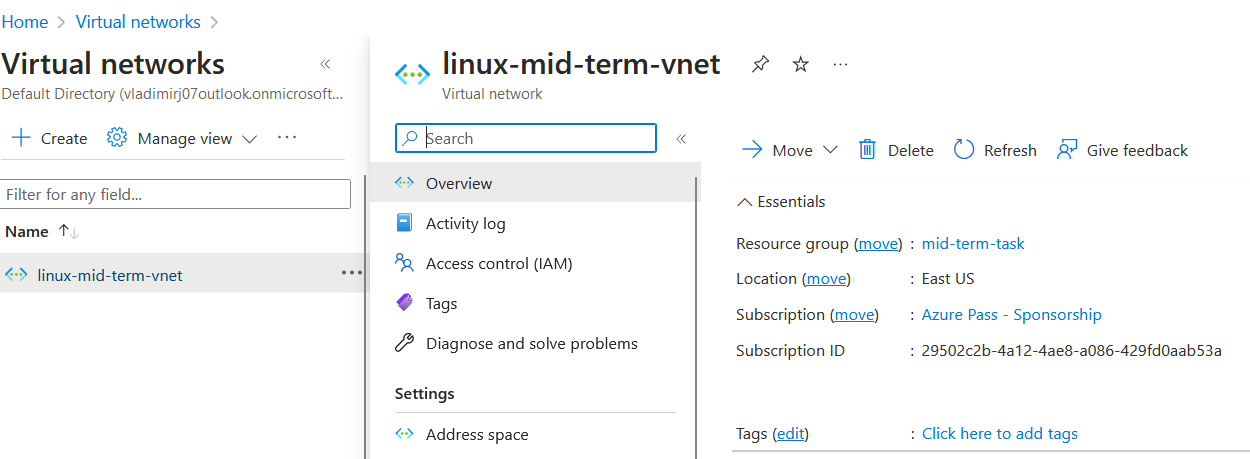 Home > Virtual networks >
Virtual networks «
Default Directory (vladimirj07outlook.onmicrosoft...
+ Create Manage view ...
Filter for any field...
Name ↑↓
linux-mid-term-vnet ...
linux-mid-term-vnet ...
Virtual network
Search «
Overview
Activity log
Access control (IAM)
Tags
Diagnose and solve problems
Settings
Address space
Move Delete Refresh Give feedback
Essentials
Resource group (move) : mid-term-task
Location (move) : East US
Subscription (move) : Azure Pass - Sponsorship
Subscription ID : 29502c2b-4a12-4ae8-a086-429fd0aab53a
Tags (edit) : Click here to add tags